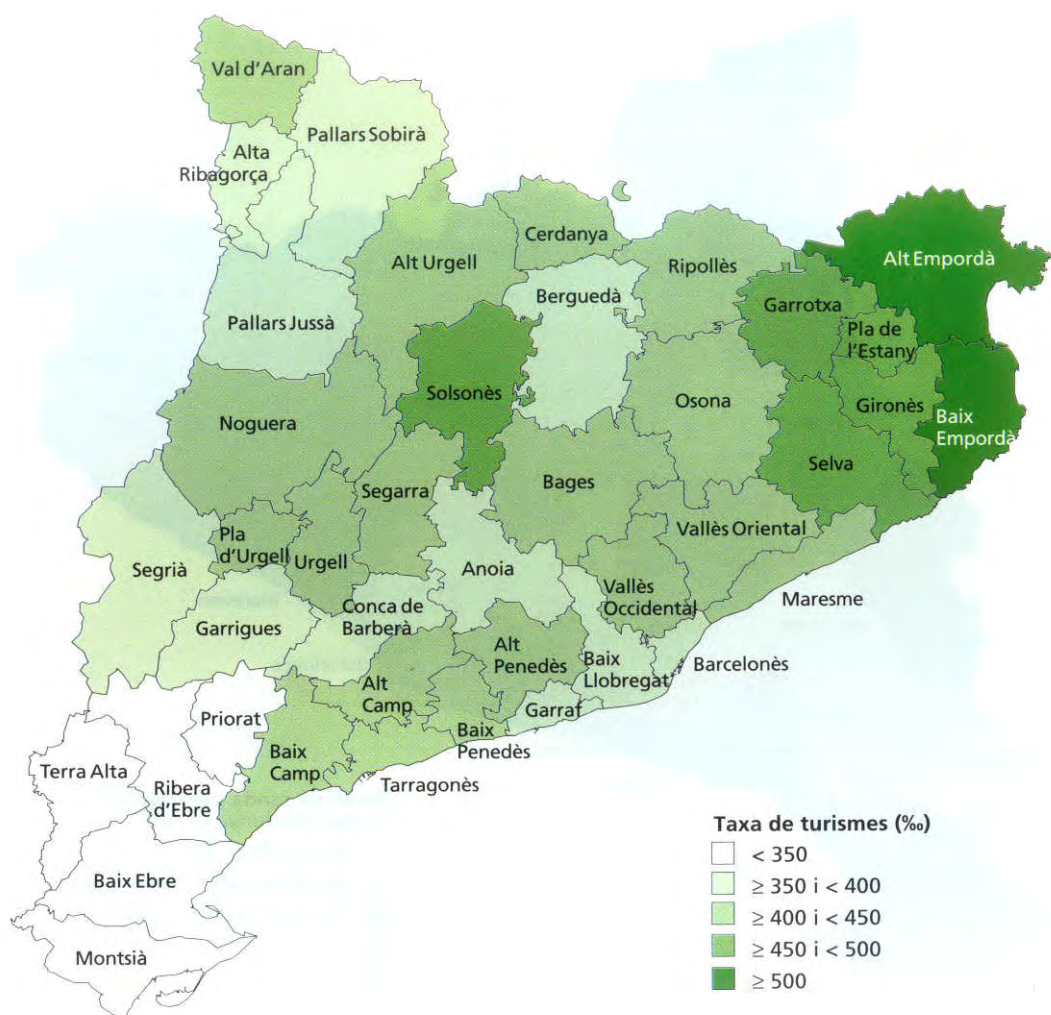 Val d'Aran
Pallars Sobirà
Alta
Ribagorça
Cerdanya
Alt Urgell
Ripollès
Alt Empordà
Berguedà
Garrotxa
Pallars Jussà
Pla de
l'Estany
Solsonès
Osona
Gironès
Noguera
Baix
Empordà
Selva
Segarra
Bages
Vallès Oriental
Pla
d'Urgell
Urgell
Segrià
Anoia
Vallès
Occidental
Maresme
Conca de
Barberà
Garrigues
Alt
Penedès
Baix
Llobregat
Barcelonès
Alt
Camp
Garraf
Priorat
Baix
Penedès
Baix
Camp
Terra Alta
Tarragonès
Ribera
d'Ebre
Baix Ebre
Montsià
Taxa de turismes (‰)
< 350
≥ 350 i < 400
≥ 400 i < 450
≥ 450 i < 500
≥ 500